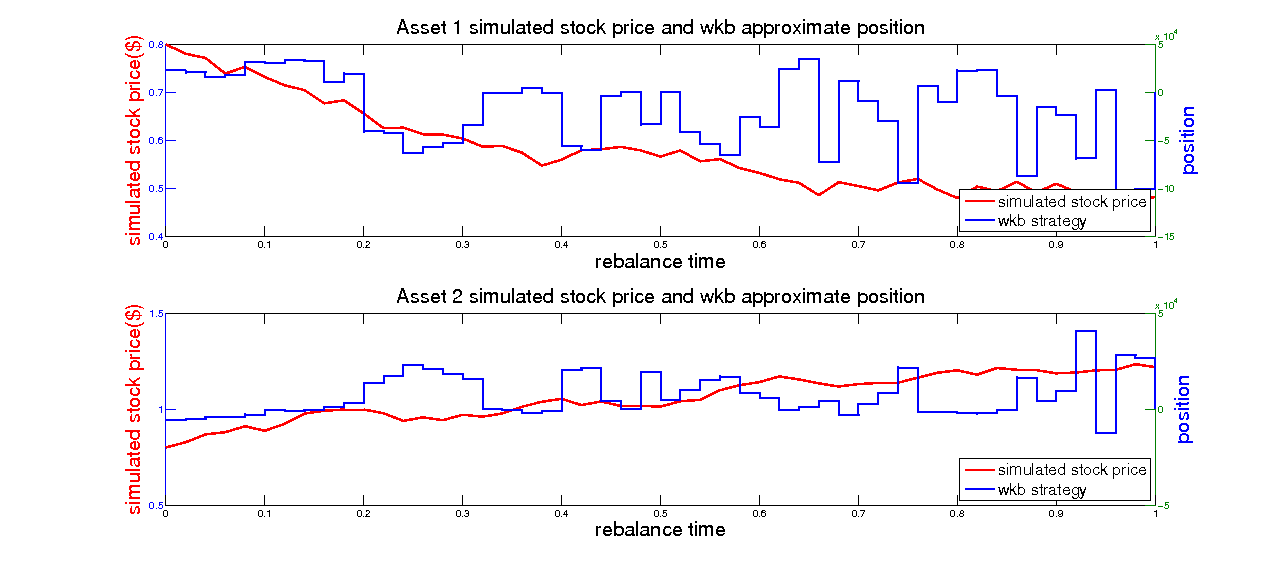 Asset 1 simulated stock price and wkb approximate position
x 10^4
simulated stock price($)
0.8
0.7
0.6
0.5
0.4
5
0
-5
-10
-15
position
simulated stock price
wkb strategy
0 0.1 0.2 0.3 0.4 0.5 0.6 0.7 0.8 0.9 1
rebalance time
Asset 2 simulated stock price and wkb approximate position
x 10^4
simulated stock price($)
1.5
1
0.5
5
0
-5
position
simulated stock price
wkb strategy
0 0.1 0.2 0.3 0.4 0.5 0.6 0.7 0.8 0.9 1
rebalance time